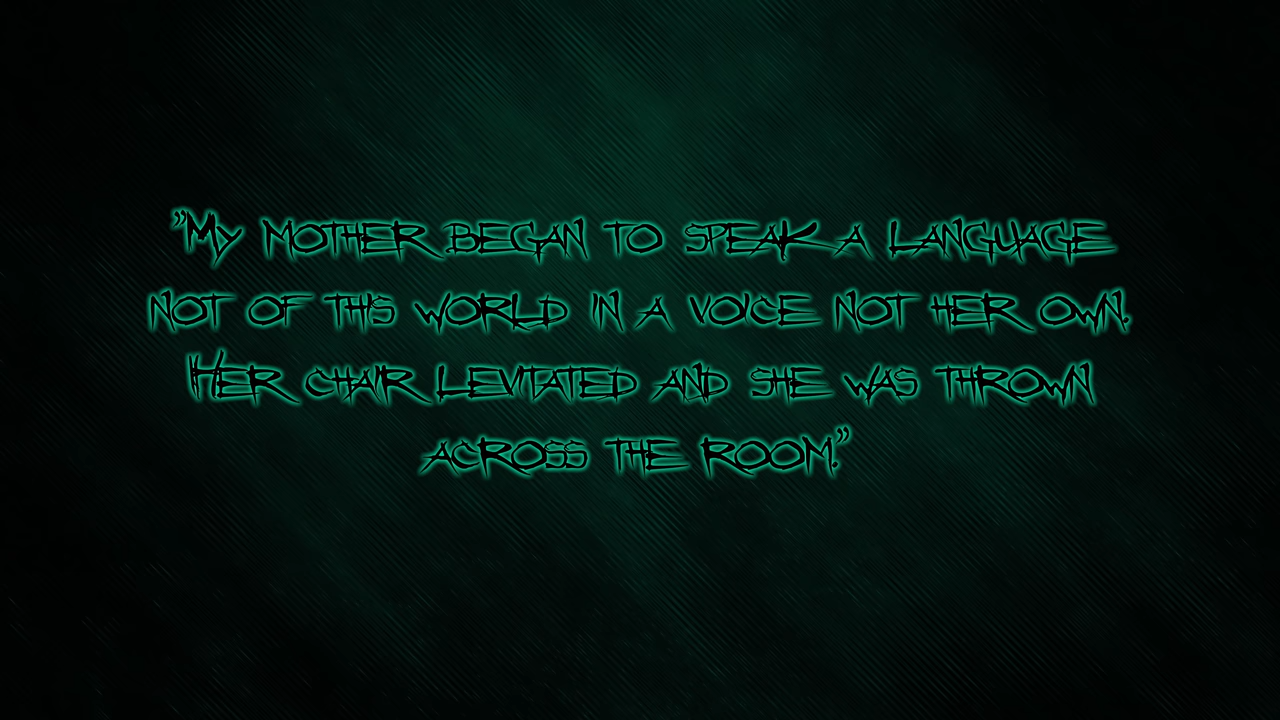 ”My mother began to speak a language
not of this world in a voice not her own.
Her chair levitated and she was thrown
across the room.”